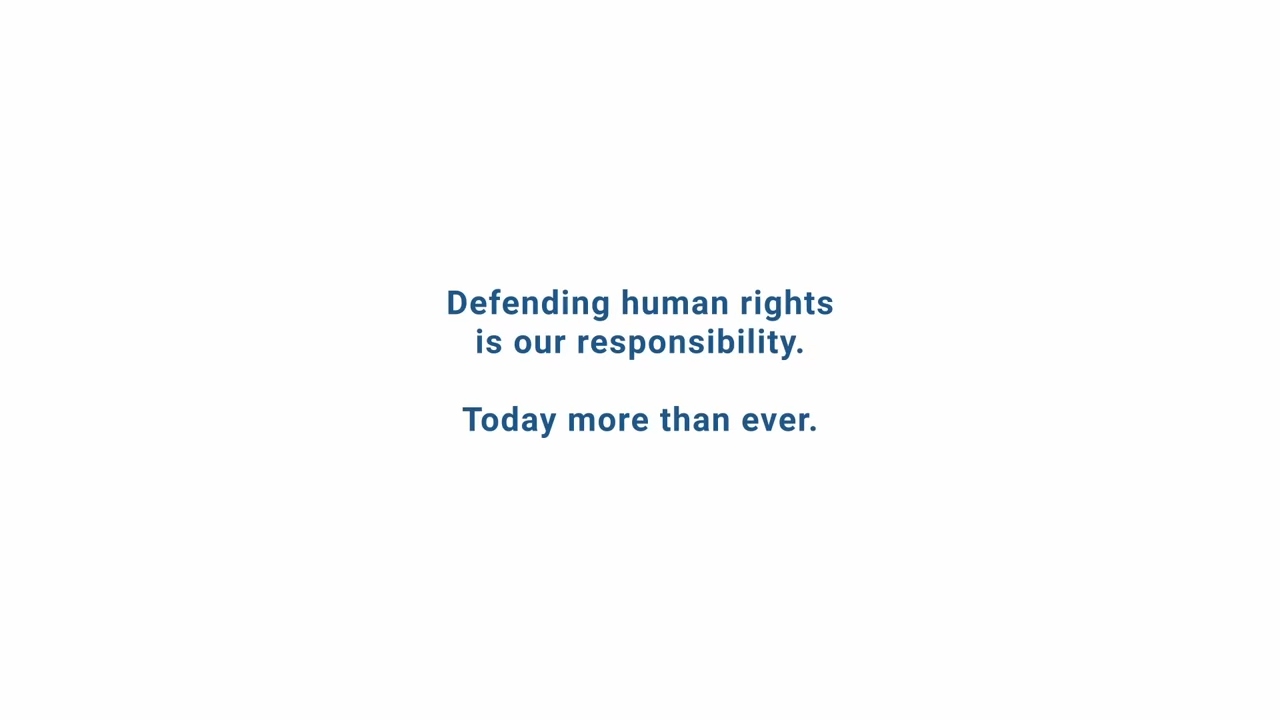 Defending human rights
is our responsibility.
Today more than ever.